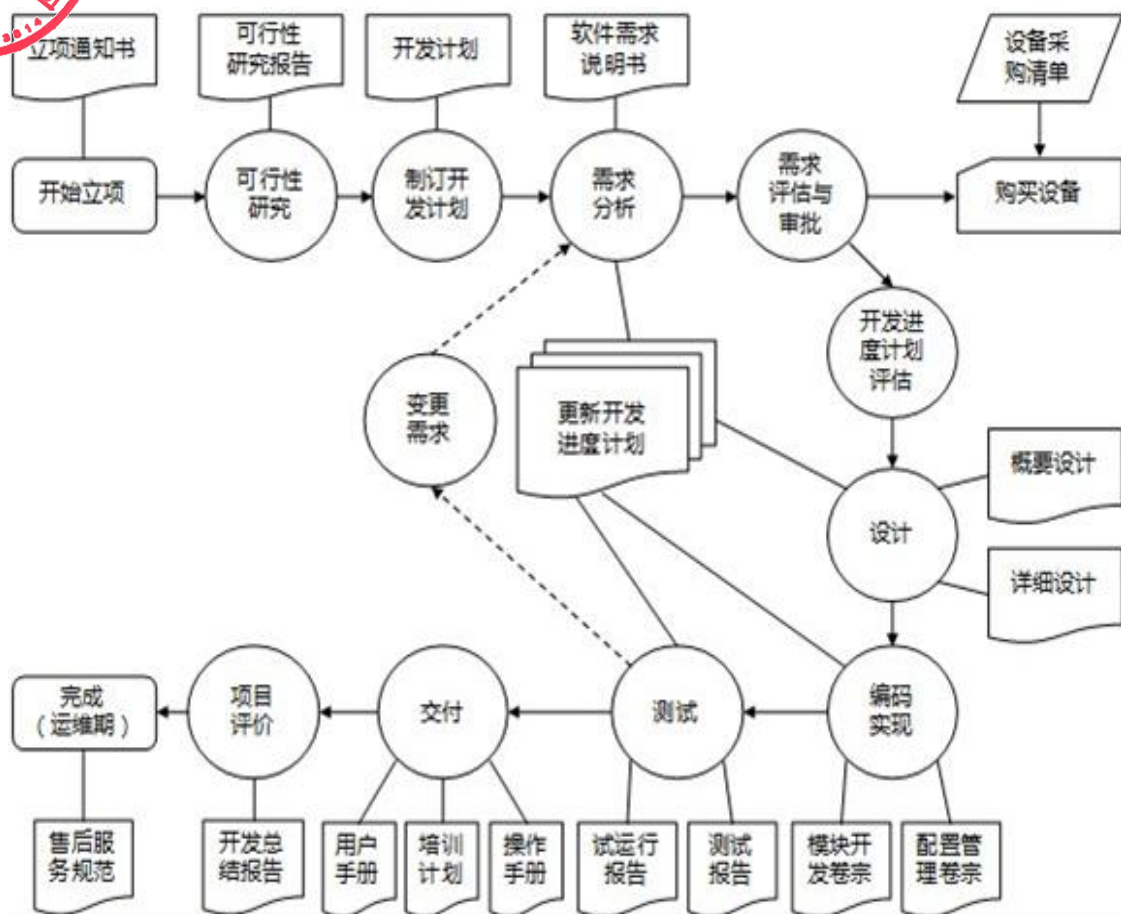 2014
立项通知书
可行性
研究报告
开发计划
软件需求
说明书
设备采
购清单
开始立项
可行性
研究
制订开
发计划
需求
分析
需求
评估与
审批
购买设备
开发进
度计划
评估
变更
需求
更新开发
进度计划
概要设计
设计
详细设计
完成
（运维期）
项目
评价
交付
测试
编码
实现
售后服
务规范
开发总
结报告
用户
手册
培训
计划
操作
手册
试运行
报告
测试
报告
模块开
发卷宗
配置管
理卷宗